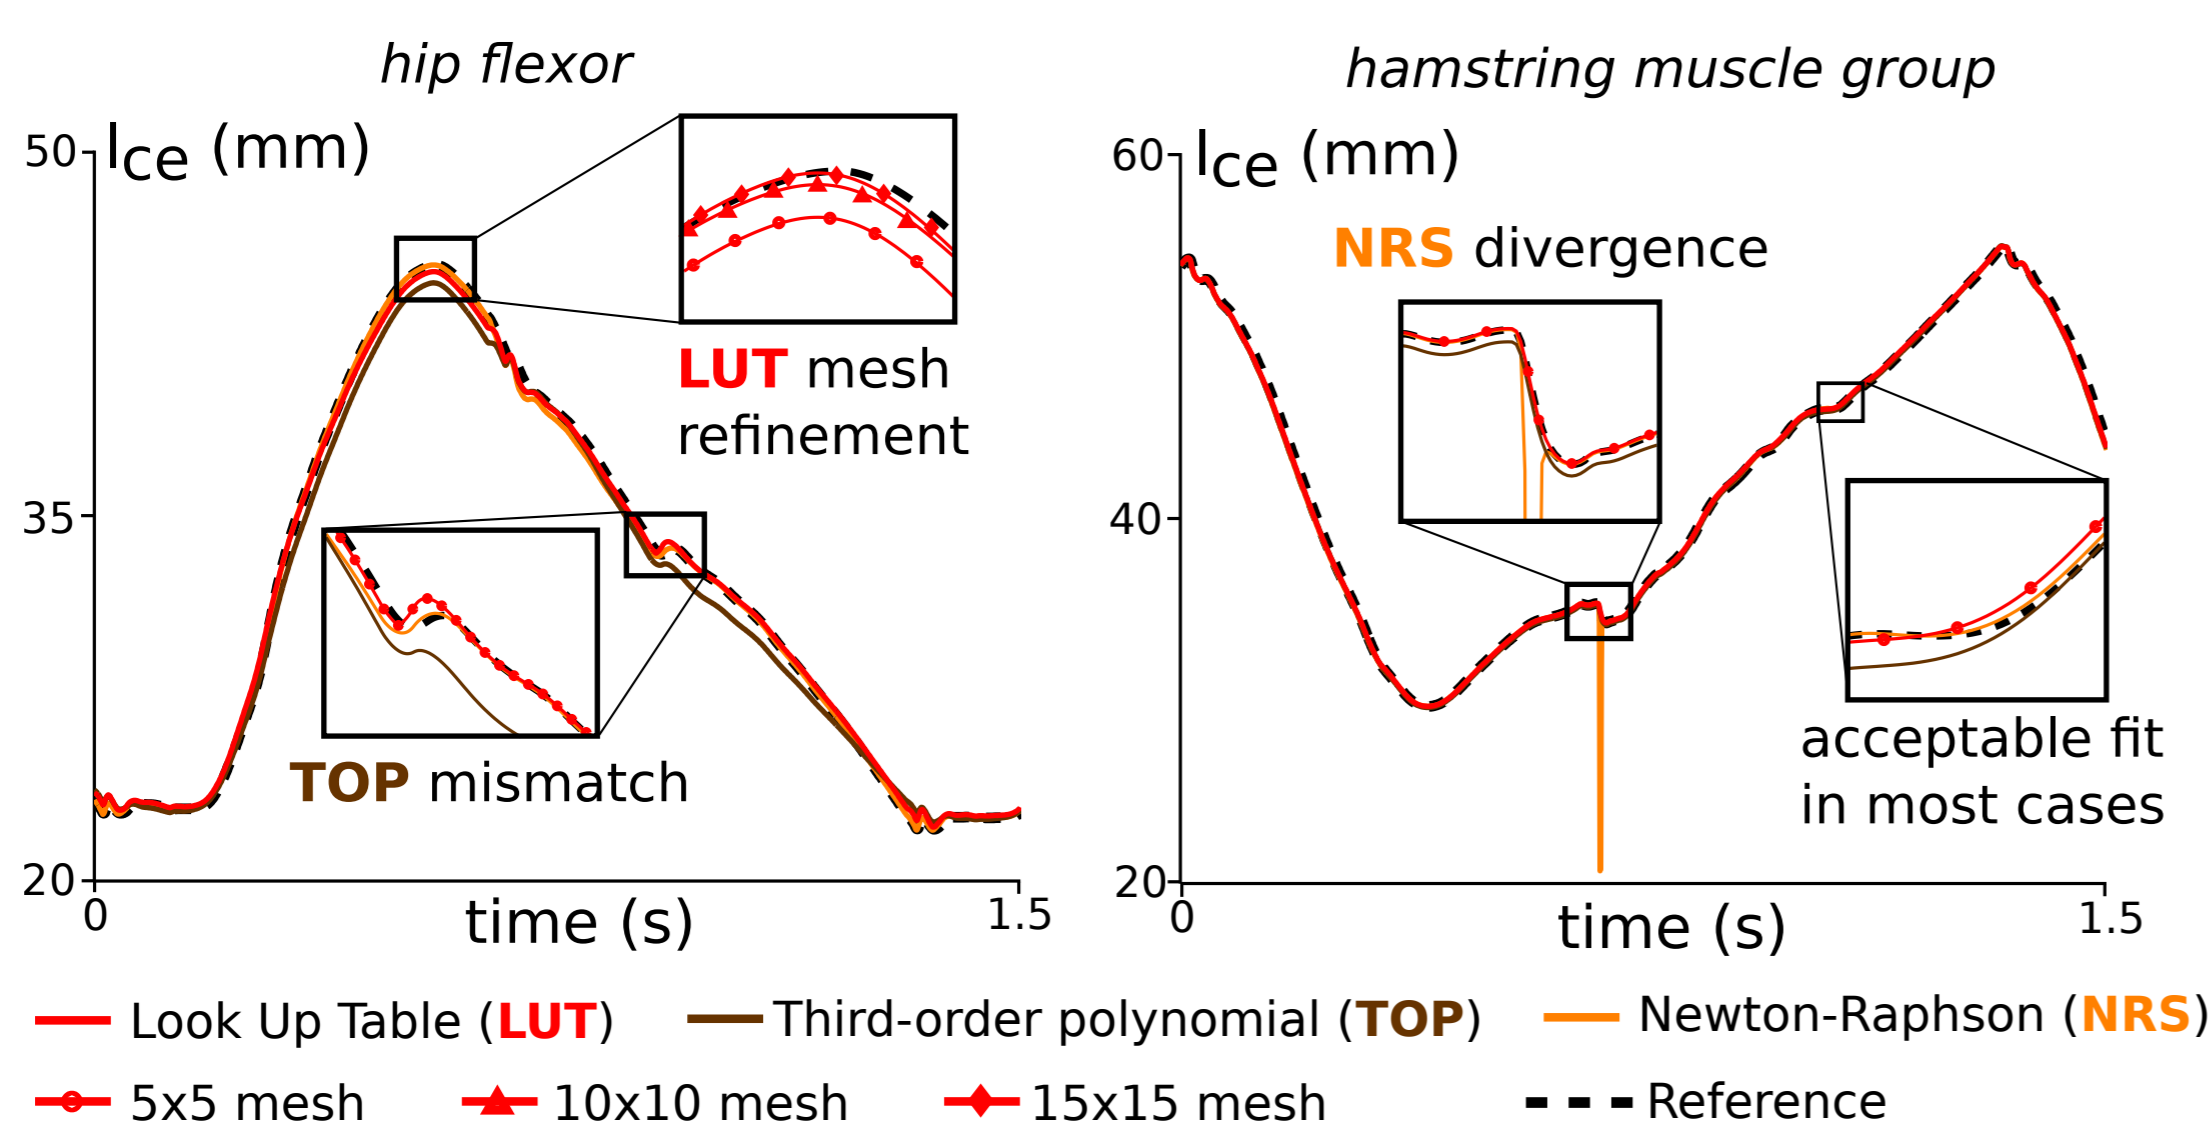 hip flexor
hamstring muscle group
50
lce (mm)
LUT mesh
refinement
35
TOP mismatch
20
0
time (s)
1.5
60
lce (mm)
NRS divergence
40
acceptable fit
in most cases
20
0
time (s)
1.5
Look Up Table (LUT)
Third-order polynomial (TOP)
Newton-Raphson (NRS)
5x5 mesh
10x10 mesh
15x15 mesh
Reference